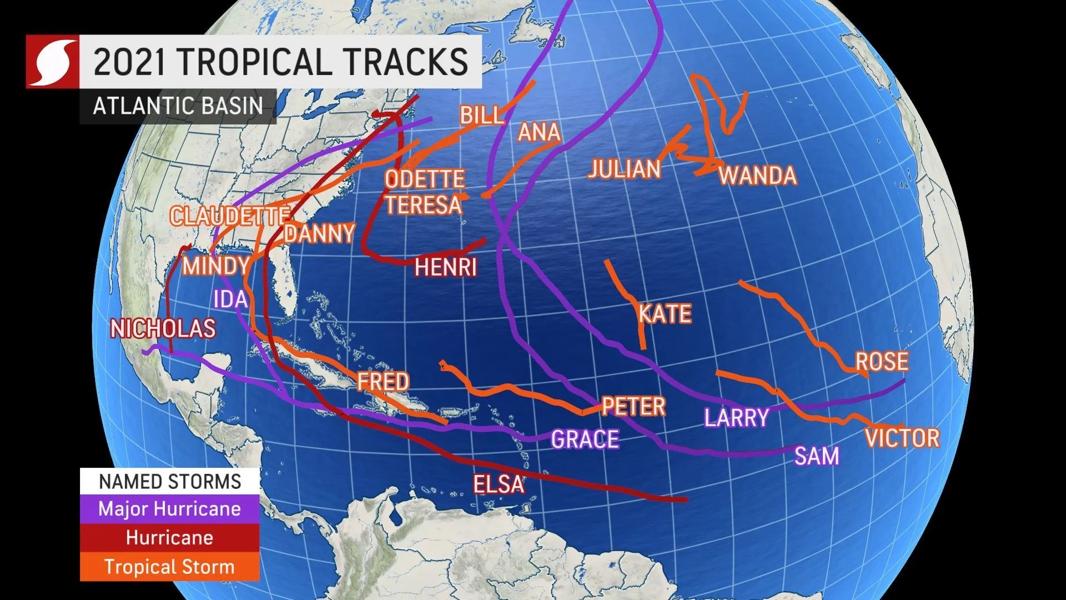 2021 TROPICAL TRACKS
ATLANTIC BASIN
BILL
ANA
JULIAN
WANDA
ODETTE
TERESA
CLAUDETTE
DANNY
MINDY
HENRI
IDA
NICHOLAS
KATE
ROSE
FRED
PETER
LARRY
GRACE
VICTOR
SAM
ELSA
NAMED STORMS
Major Hurricane
Hurricane
Tropical Storm